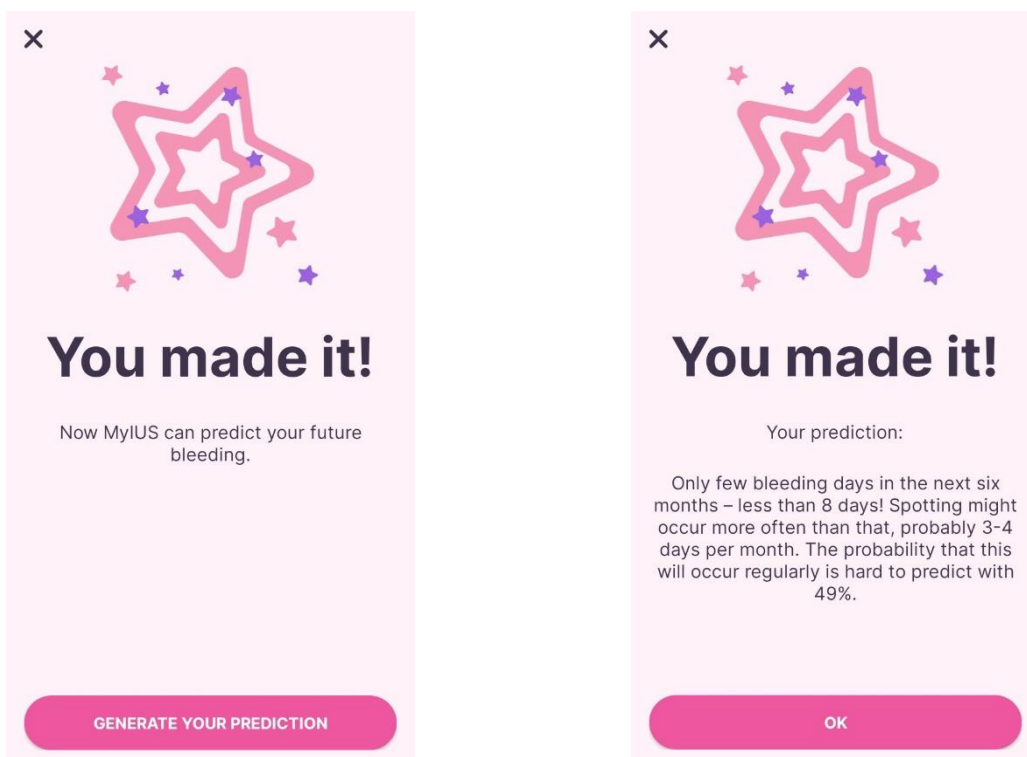 You made it!
Now MyIUS can predict your future
bleeding.
GENERATE YOUR PREDICTION
You made it!
Your prediction:
Only few bleeding days in the next six
months – less than 8 days! Spotting might
occur more often than that, probably 3-4
days per month. The probability that this
will occur regularly is hard to predict with
49%.
OK